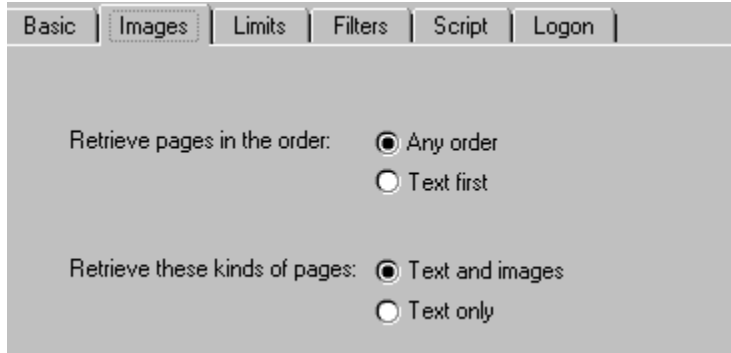 Basic Images Limits Filters Script Logon
Retrieve pages in the order: Any order
Text first
Retrieve these kinds of pages: Text and images
Text only